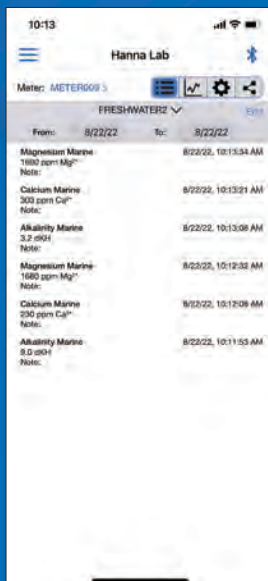 10:13
Hanna Lab
Meter: METER009
FRESHWATER2
Edit
From: 8/22/22 To: 8/22/22
Magnesium Marine 8/22/22, 10:13:34 AM
ppm Mg²⁺
Note:
Calcium Marine 8/22/22, 10:13:21 AM
303 ppm Ca²⁺
Note:
Alkalinity Marine 8/22/22, 10:13:08 AM
3.2 dKH
Note:
Magnesium Marine 8/22/22, 10:12:32 AM
1680 ppm Mg²⁺
Note:
Calcium Marine 8/22/22, 10:12:08 AM
230 ppm Ca²⁺
Note:
Alkalinity Marine 8/22/22, 10:11:53 AM
dKH
Note: